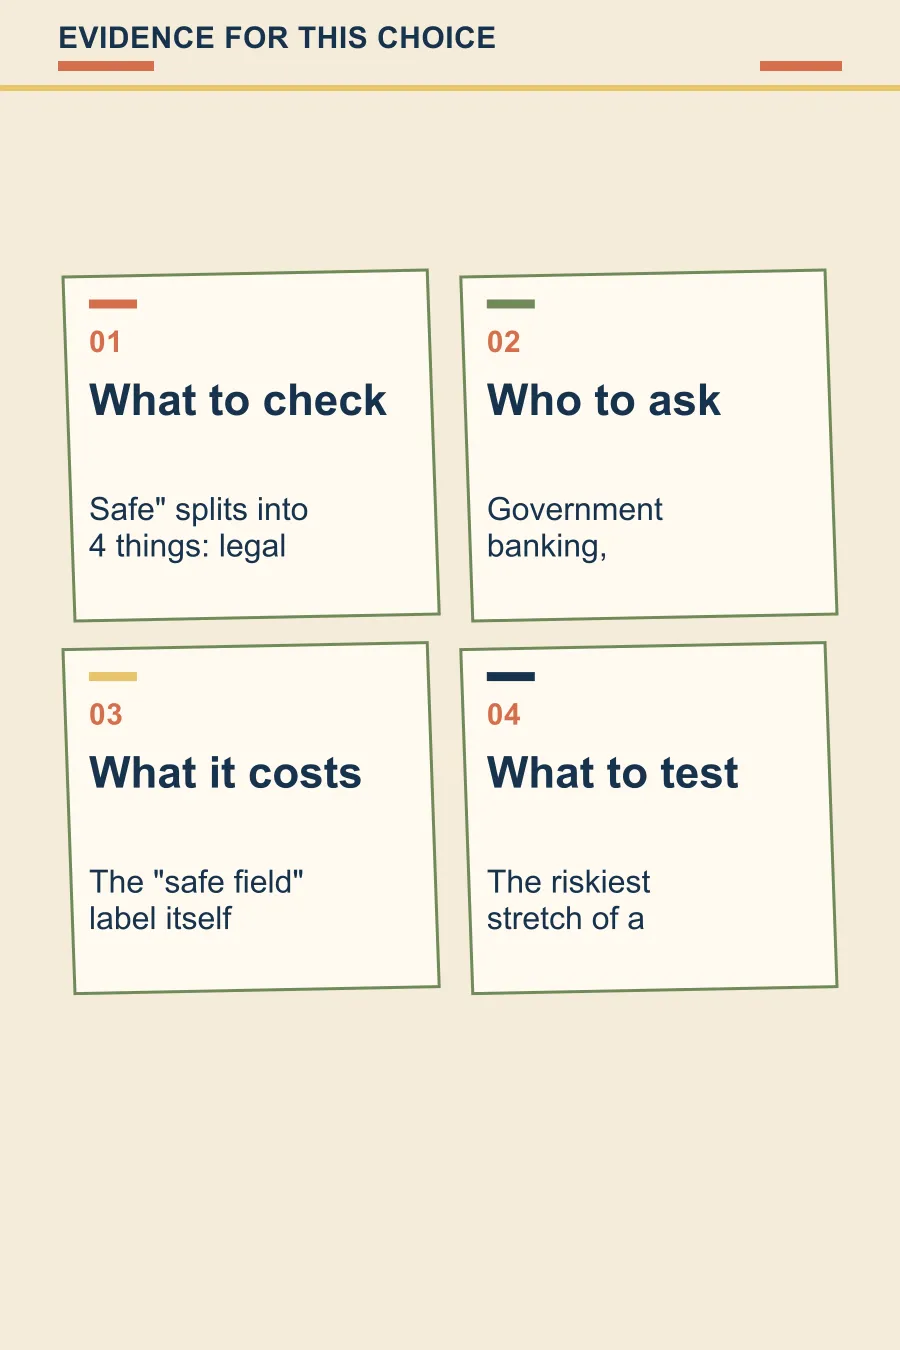 EVIDENCE FOR THIS CHOICE
01
What to check
Safe" splits into
4 things: legal
02
Who to ask
Government
banking,
03
What it costs
The "safe field"
label itself
04
What to test
The riskiest
stretch of a